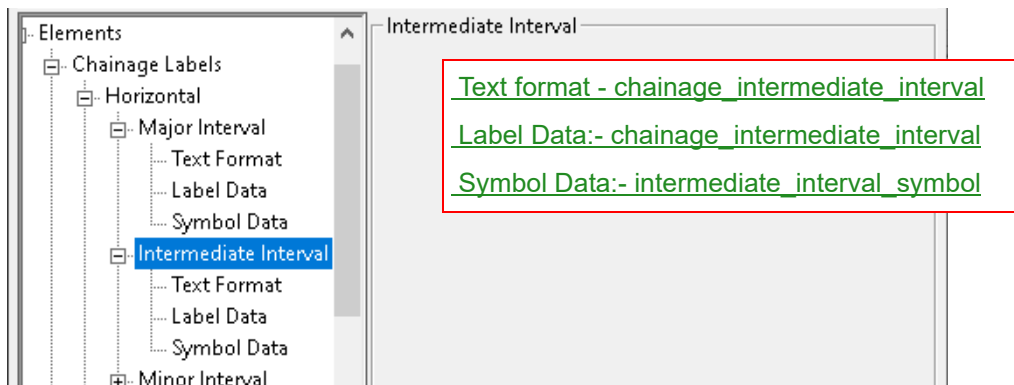 Elements
Chainage Labels
Horizontal
Major Interval
Text Format
Label Data
Symbol Data
Intermediate Interval
Text Format
Label Data
Symbol Data
Minor Interval
Intermediate Interval
Text format - chainage_intermediate_interval
Label Data:- chainage_intermediate_interval
Symbol Data:- intermediate_interval_symbol